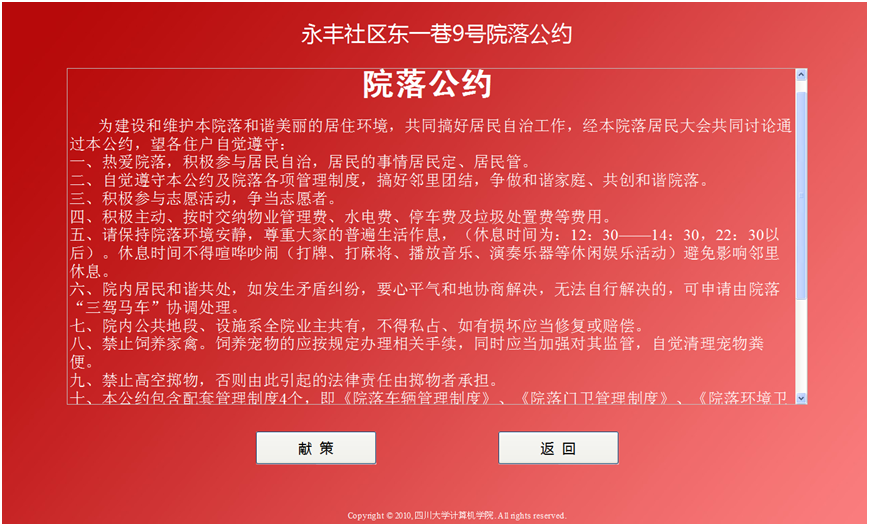 永丰社区东一巷9号院落公约
院落公约
为建设和维护本院落和谐美丽的居住环境，共同搞好居民自治工作，经本院落居民大会共同讨论通
过本公约，望各住户自觉遵守：
一、热爱院落，积极参与居民自治，居民的事情居民定、居民管。
二、自觉遵守本公约及院落各项管理制度，搞好邻里团结，争做和谐家庭、共创和谐院落。
三、积极参与志愿活动，争当志愿者。
四、积极主动、按时交纳物业管理费、水电费、停车费及垃圾处置费等费用。
五、请保持院落环境安静，尊重大家的普遍生活作息，（休息时间为：12：30——14：30，22：30以
后）。休息时间不得喧哗吵闹（打牌、打麻将、播放音乐、演奏乐器等休闲娱乐活动）避免影响邻里
休息。
六、院内居民和谐共处，如发生矛盾纠纷，要心平气和地协商解决，无法自行解决的，可申请由院落
“三驾马车”协调处理。
七、院内公共地段、设施系全院业主共有，不得私占、如有损坏应当修复或赔偿。
八、禁止饲养家禽。饲养宠物的应按规定办理相关手续，同时应当加强对其监管，自觉清理宠物粪
便。
九、禁止高空掷物，否则由此引起的法律责任由掷物者承担。
十、本公约包含配套管理制度4个，即《院落车辆管理制度》、《院落门卫管理制度》、《院落环境卫
献 策
返 回
Copyright © 2010, 四川大学计算机学院. All rights reserved.